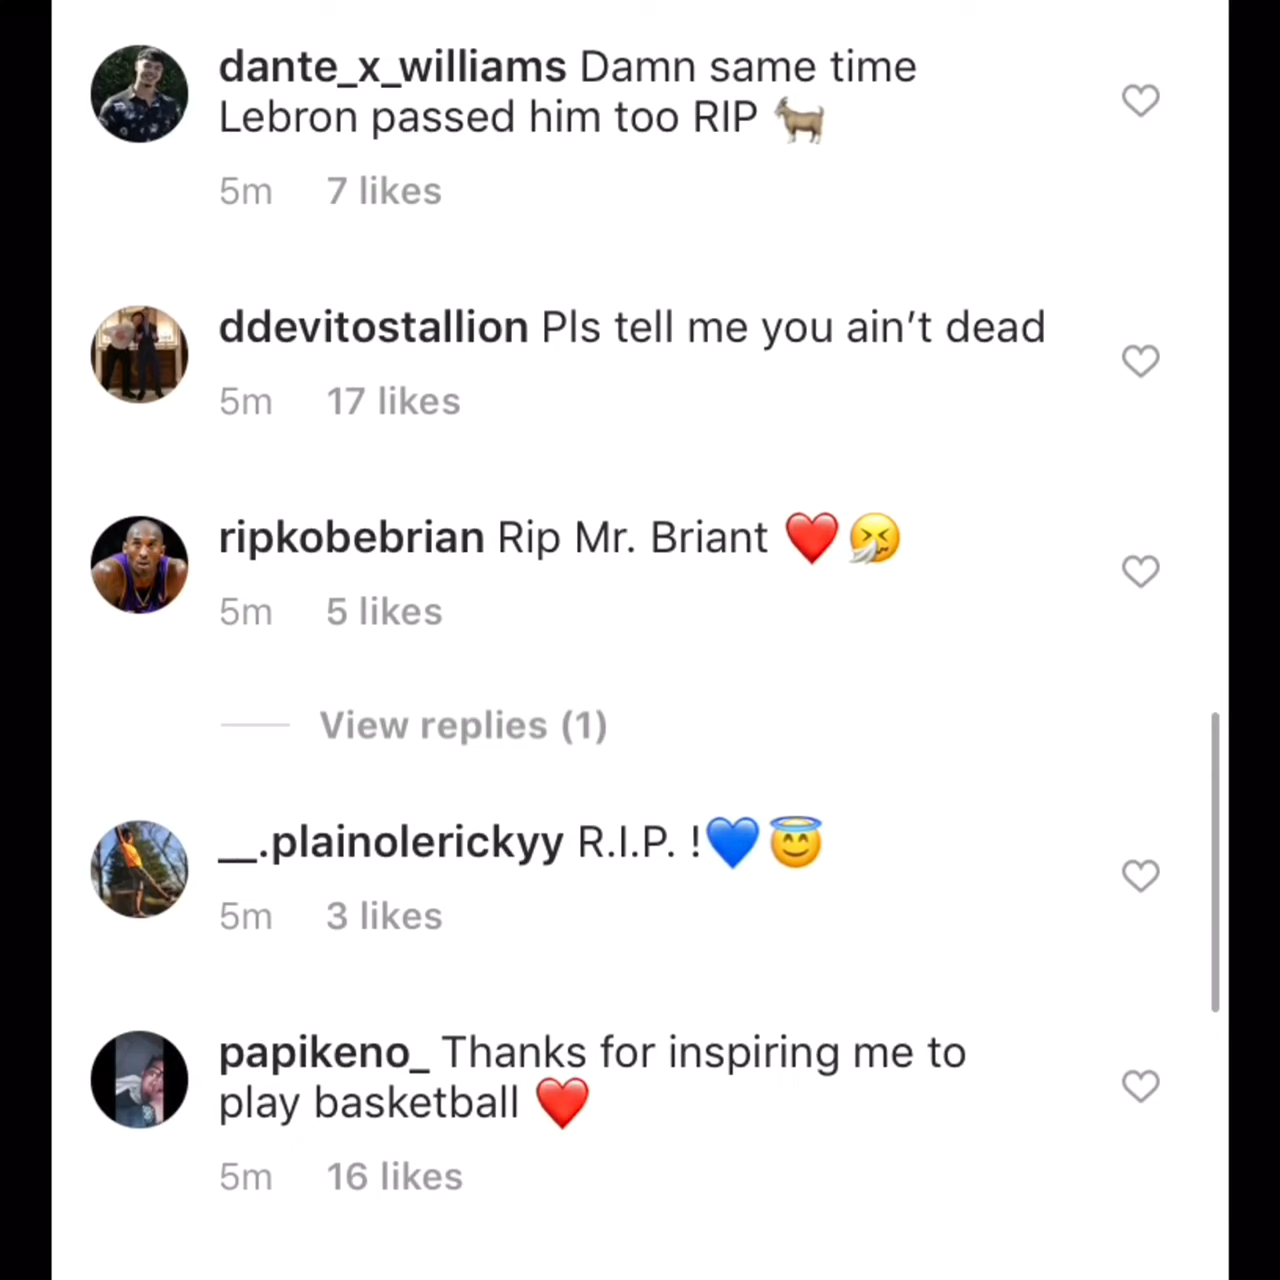 dante_x_williams Damn same time
Lebron passed him too RIP 🐐
5m 7 likes
ddevitostallion Pls tell me you ain’t dead
5m 17 likes
ripkobebrian Rip Mr. Briant ❤️🤧
5m 5 likes
View replies (1)
__.plainolerickyy R.I.P. !💙😇
5m 3 likes
papikeno_ Thanks for inspiring me to
play basketball ❤️
5m 16 likes